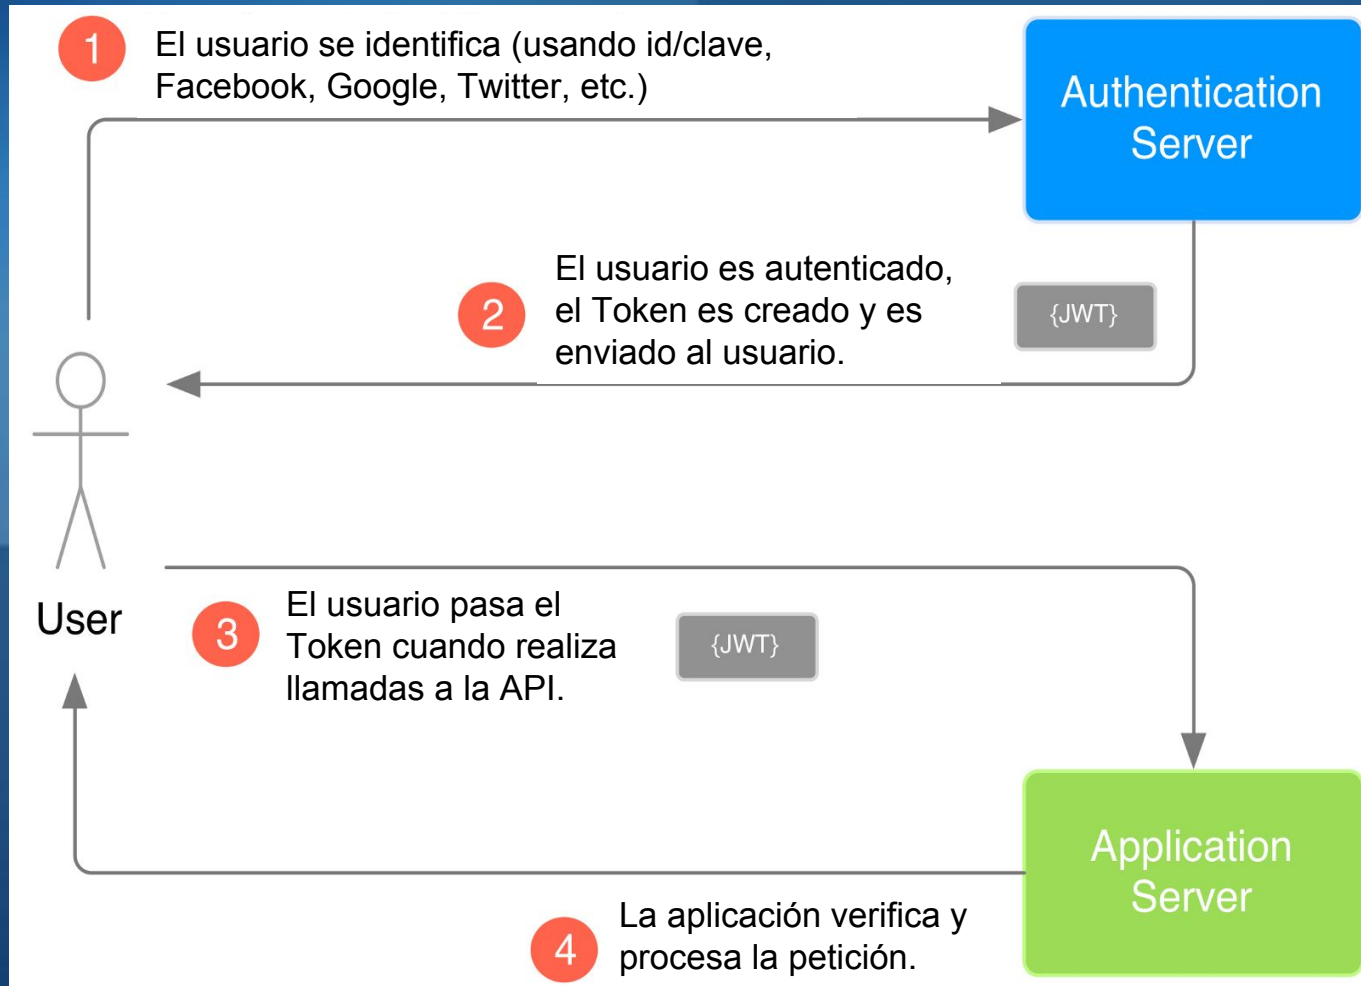 1
El usuario se identifica (usando id/clave,
Facebook, Google, Twitter, etc.)
Authentication
Server
2
El usuario es autenticado,
el Token es creado y es
enviado al usuario.
{JWT}
User
3
El usuario pasa el
Token cuando realiza
llamadas a la API.
{JWT}
Application
Server
4
La aplicación verifica y
procesa la petición.